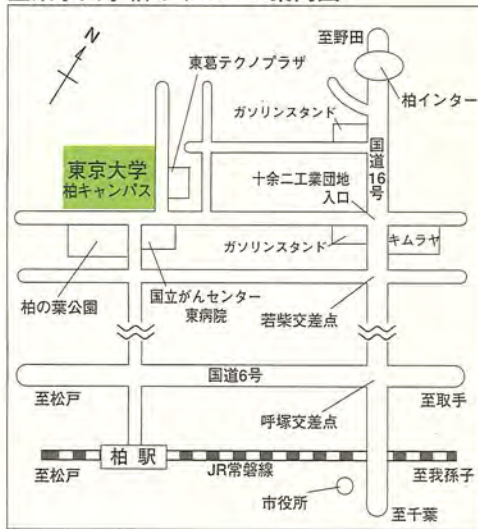 N
至野田
東葛テクノプラザ
柏インター
ガソリンスタンド
国道16号
東京大学
柏キャンパス
十余二工業団地
入口
ガソリンスタンド
キムラヤ
柏の葉公園
国立がんセンター
東病院
若柴交差点
国道6号
至松戸
至取手
呼塚交差点
柏駅
JR常磐線
至松戸
至我孫子
市役所
至千葉